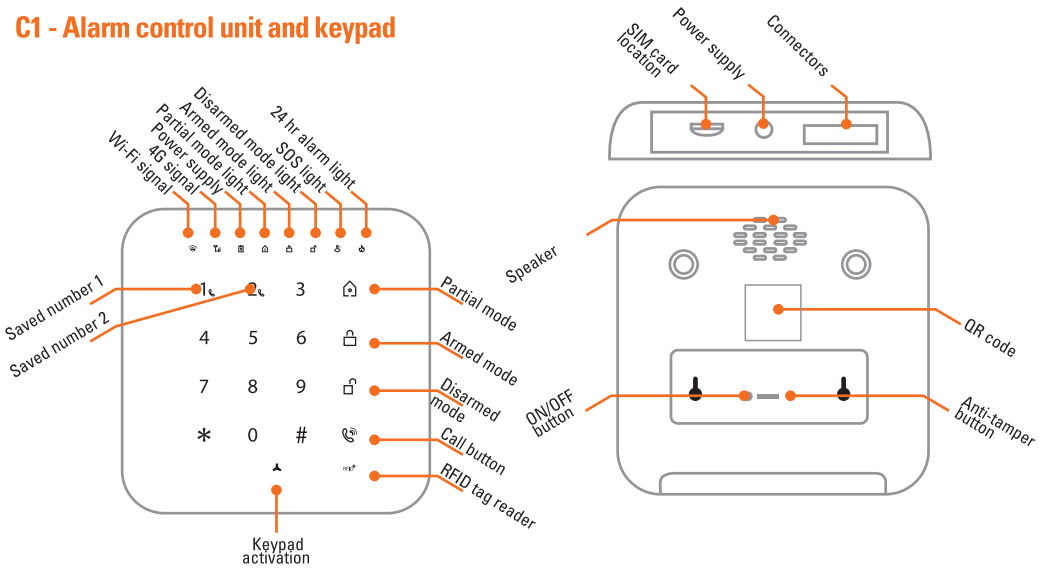 C1 - Alarm control unit and keypad
Wi-Fi signal
4G signal
Power supply
Partial mode light
Armed mode light
Disarmed mode light
SOS light
24 hr alarm light
Saved number 1
Saved number 2
1
2
3
4
5
6
7
8
9
*
0
#
RFID
Partial mode
Armed mode
Disarmed
mode
Call button
RFID tag reader
Keypad
activation
SIM card
location
Power supply
Connectors
Speaker
QR code
ON/OFF
button
Anti-tamper
button